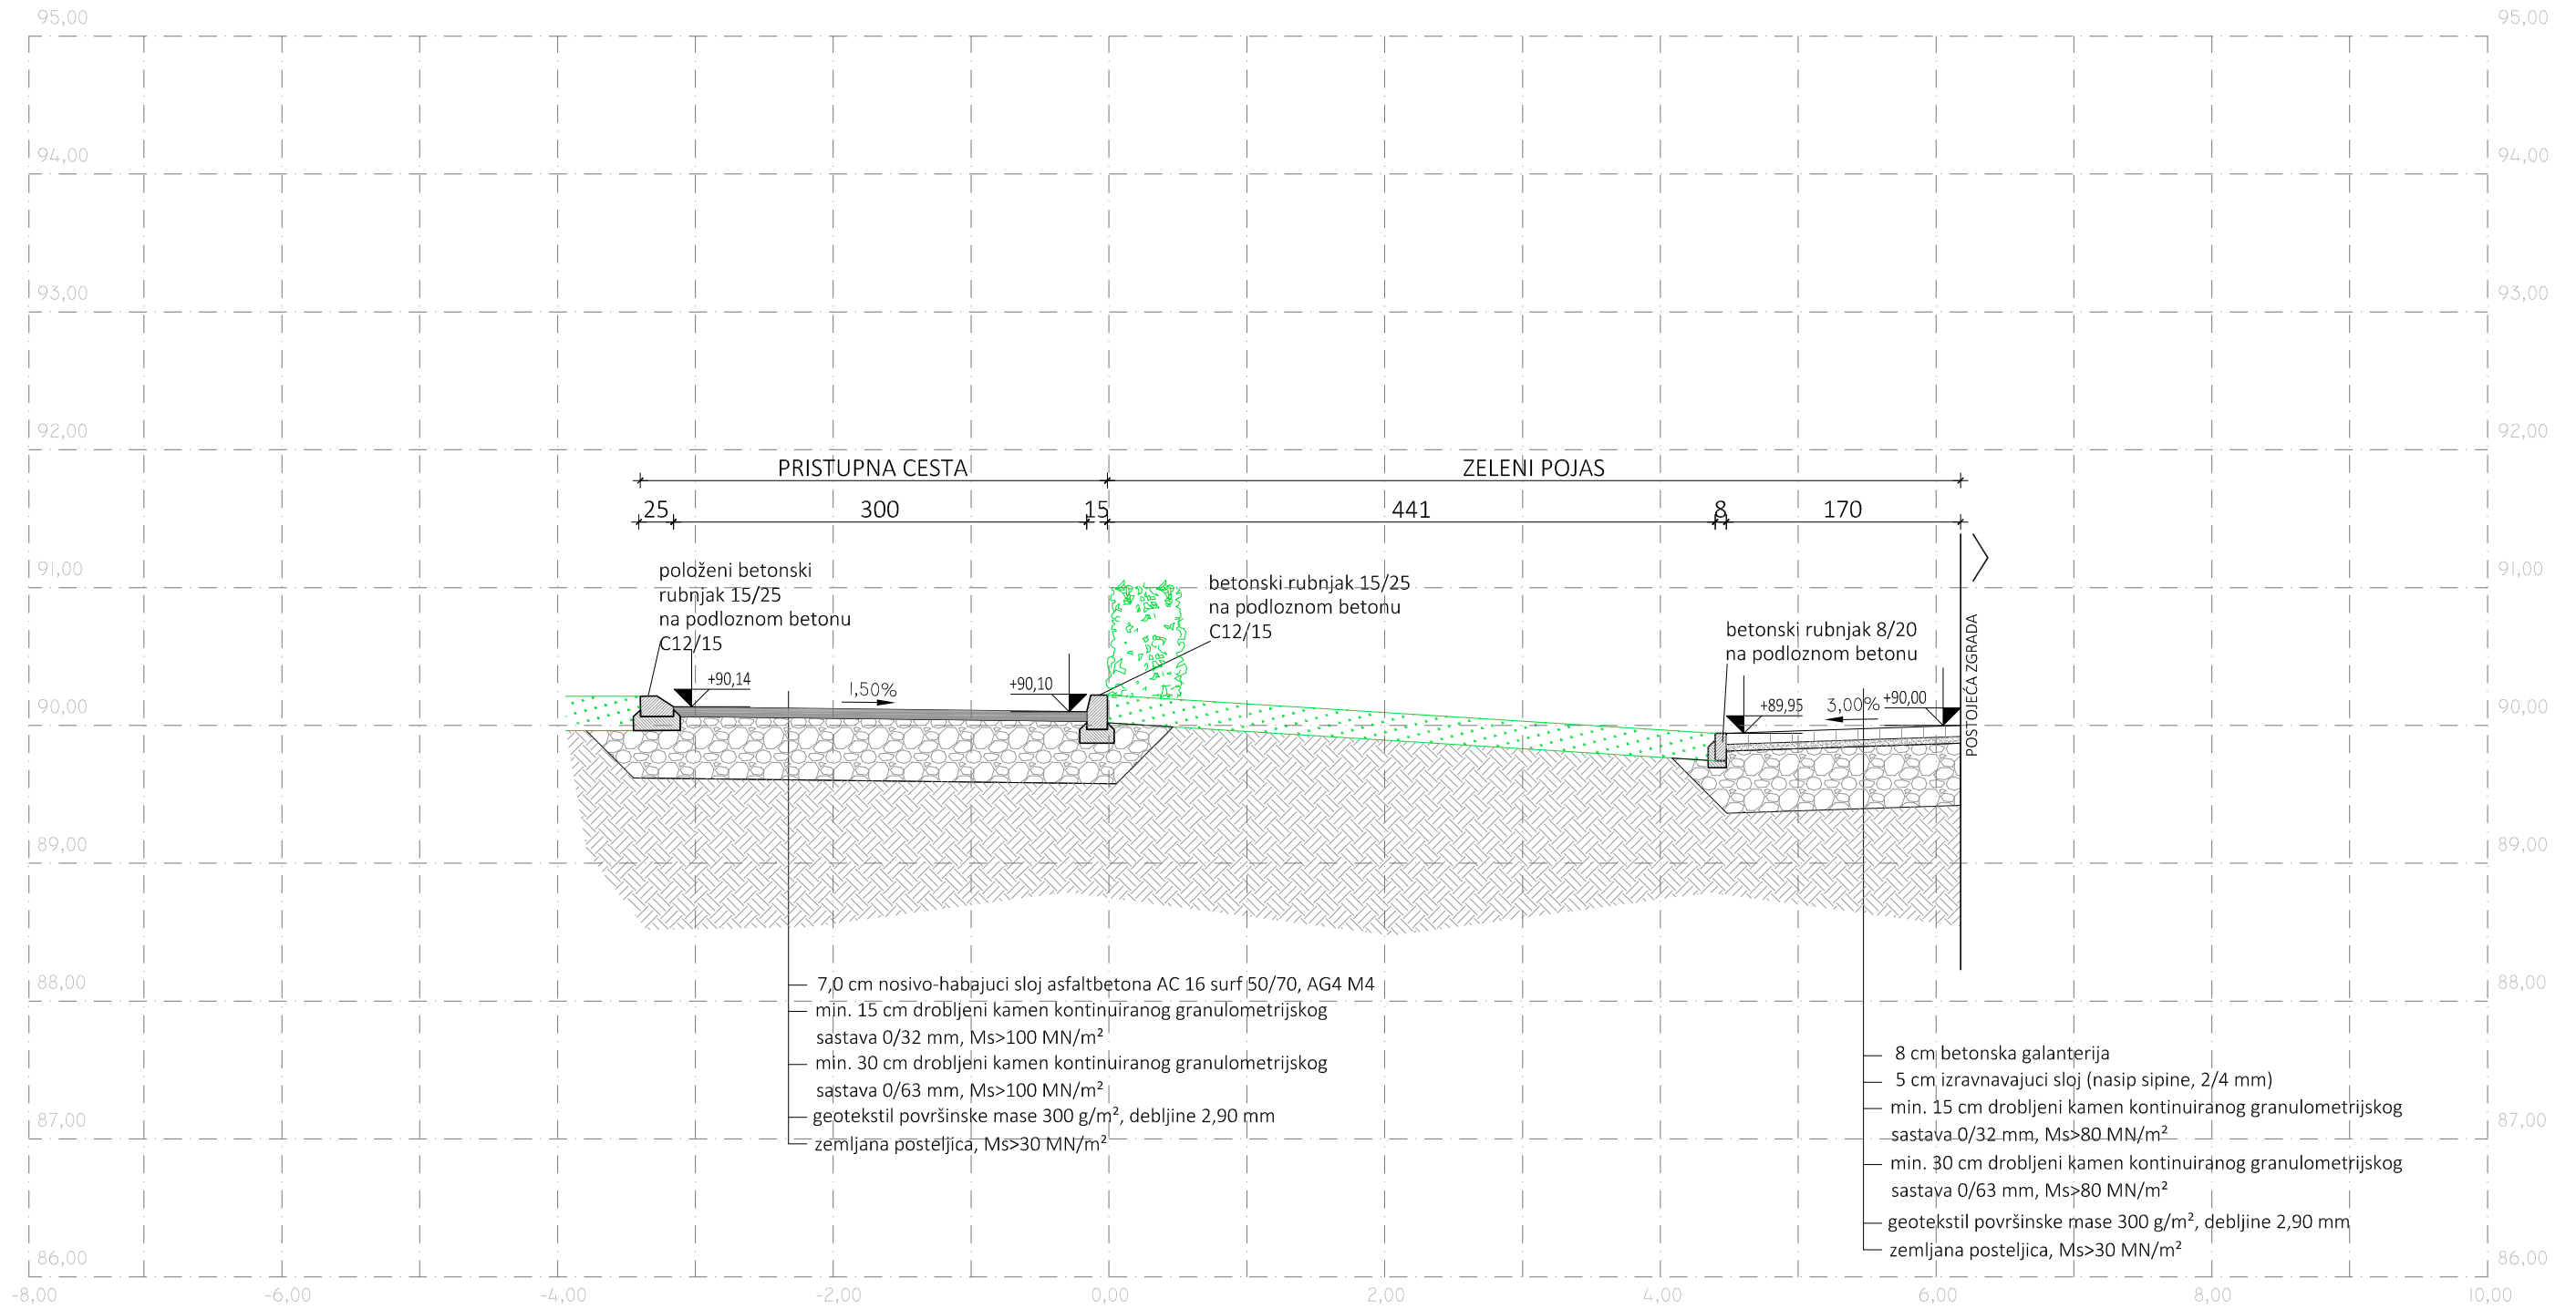 95,00
95,00
94,00
94,00
93,00
93,00
92,00
92,00
PRISTUPNA CESTA
ZELENI POJAS
25
300
15
441
8
170
91,00
91,00
položeni betonski
rubnjak 15/25
na podloznom betonu
C12/15
betonski rubnjak 15/25
na podloznom betonu
C12/15
betonski rubnjak 8/20
na podloznom betonu
POSTOJEĆA ZGRADA
+90,14
1,50%
+90,10
+89,95
3,00%
+90,00
90,00
90,00
89,00
89,00
88,00
88,00
7,0 cm nosivo-habajuci sloj asfaltbetona AC 16 surf 50/70, AG4 M4
min. 15 cm drobljeni kamen kontinuiranog granulometrijskog
sastava 0/32 mm, Ms>100 MN/m²
min. 30 cm drobljeni kamen kontinuiranog granulometrijskog
sastava 0/63 mm, Ms>100 MN/m²
geotekstil površinske mase 300 g/m², debljine 2,90 mm
zemljana posteljica, Ms>30 MN/m²
8 cm betonska galanterija
5 cm izravnavajuci sloj (nasip sipine, 2/4 mm)
min. 15 cm drobljeni kamen kontinuiranog granulometrijskog
sastava 0/32 mm, Ms>80 MN/m²
min. 30 cm drobljeni kamen kontinuiranog granulometrijskog
sastava 0/63 mm, Ms>80 MN/m²
geotekstil površinske mase 300 g/m², debljine 2,90 mm
zemljana posteljica, Ms>30 MN/m²
87,00
87,00
86,00
86,00
-8,00
-6,00
-4,00
-2,00
0,00
2,00
4,00
6,00
8,00
10,00